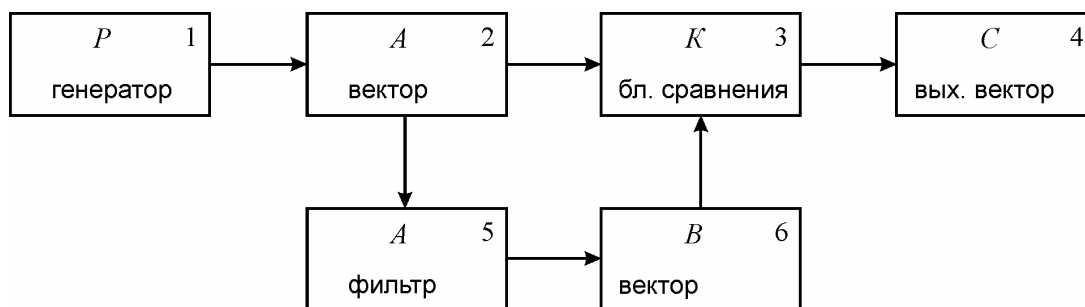 P 1
генератор
A 2
вектор
K 3
бл. сравнения
C 4
вых. вектор
A 5
фильтр
B 6
вектор